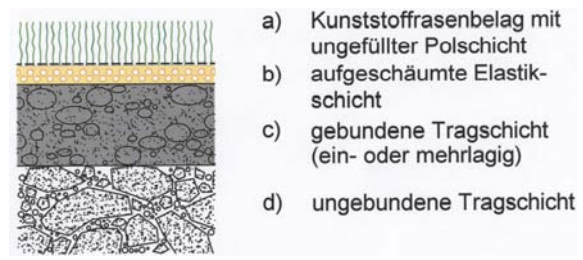 a) Kunststoffrasenbelag mit
ungefüllter Polschicht
b) aufgeschäumte Elastik-
schicht
c) gebundene Tragschicht
(ein- oder mehrlagig)
d) ungebundene Tragschicht